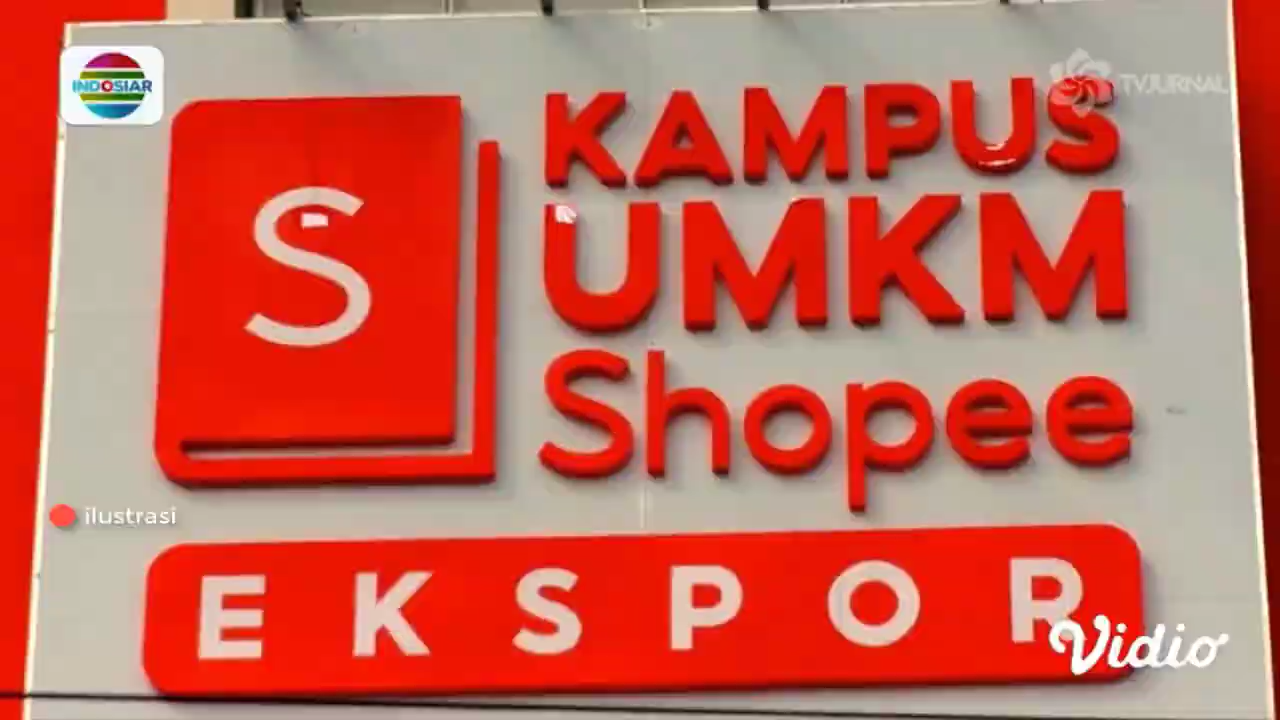 INDOSIAR
TVJURNAL
S
KAMPUS
UMKM
Shopee
ilustrasi
EKSPOR
Vidio